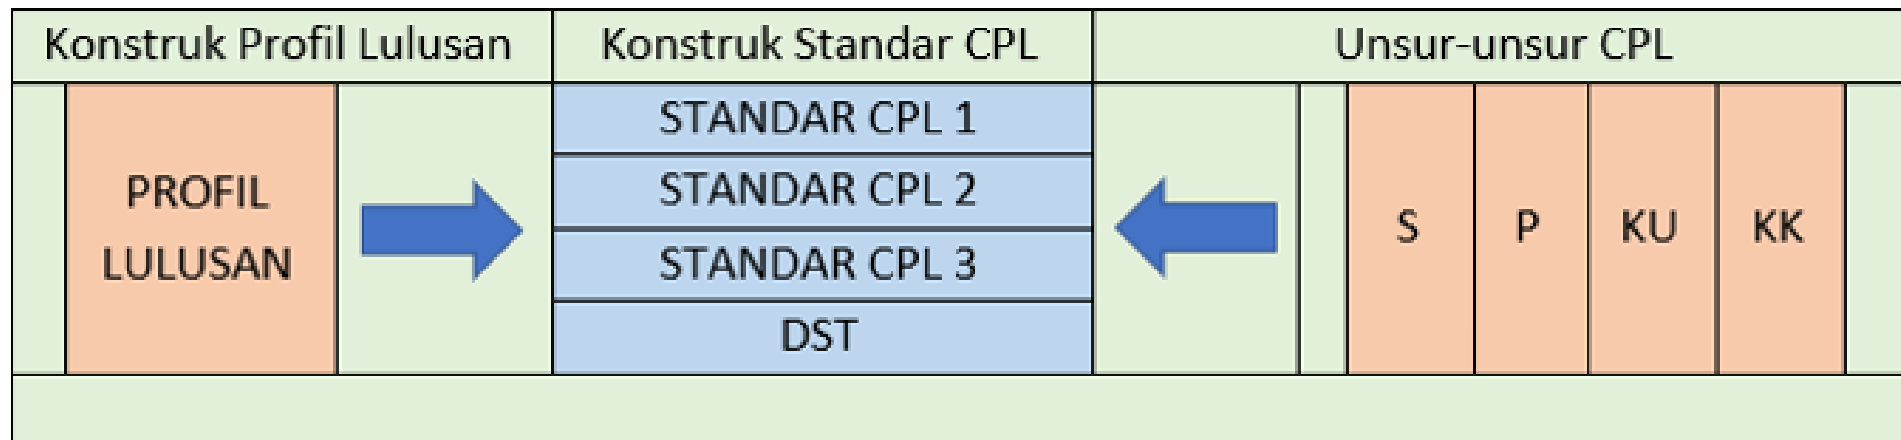 Konstruk Profil Lulusan
Konstruk Standar CPL
Unsur-unsur CPL
PROFIL
LULUSAN
STANDAR CPL 1
STANDAR CPL 2
STANDAR CPL 3
DST
S
P
KU
KK